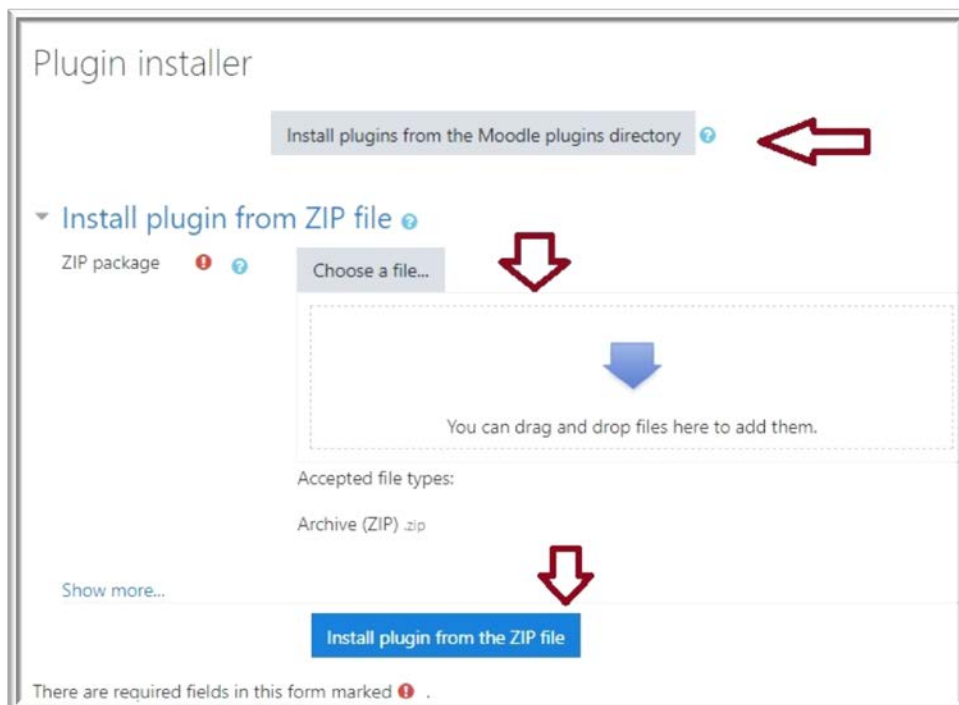 Plugin installer
Install plugins from the Moodle plugins directory
Install plugin from ZIP file
ZIP package
Choose a file...
You can drag and drop files here to add them.
Accepted file types:
Archive (ZIP) .zip
Show more...
Install plugin from the ZIP file
There are required fields in this form marked .